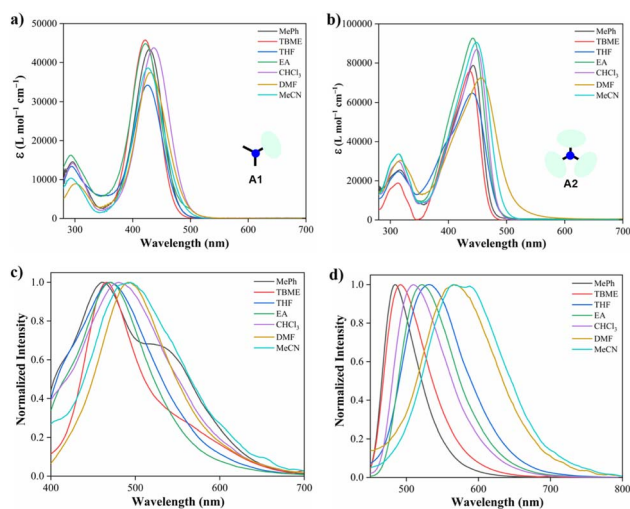 a)
50000
40000
30000
20000
10000
0
ε (L mol⁻¹ cm⁻¹)
MePh
TBME
THF
EA
CHCl₃
DMF
MeCN
A1
300 400 500 600 700
Wavelength (nm)
b)
100000
80000
60000
40000
20000
0
ε (L mol⁻¹ cm⁻¹)
MePh
TBME
THF
EA
CHCl₃
DMF
MeCN
A2
300 400 500 600 700
Wavelength (nm)
c)
1.0
0.8
0.6
0.4
0.2
0.0
Normalized Intensity
MePh
TBME
THF
EA
CHCl₃
DMF
MeCN
400 500 600 700
Wavelength (nm)
d)
1.0
0.8
0.6
0.4
0.2
0.0
Normalized Intensity
MePh
TBME
THF
EA
CHCl₃
DMF
MeCN
500 600 700 800
Wavelength (nm)